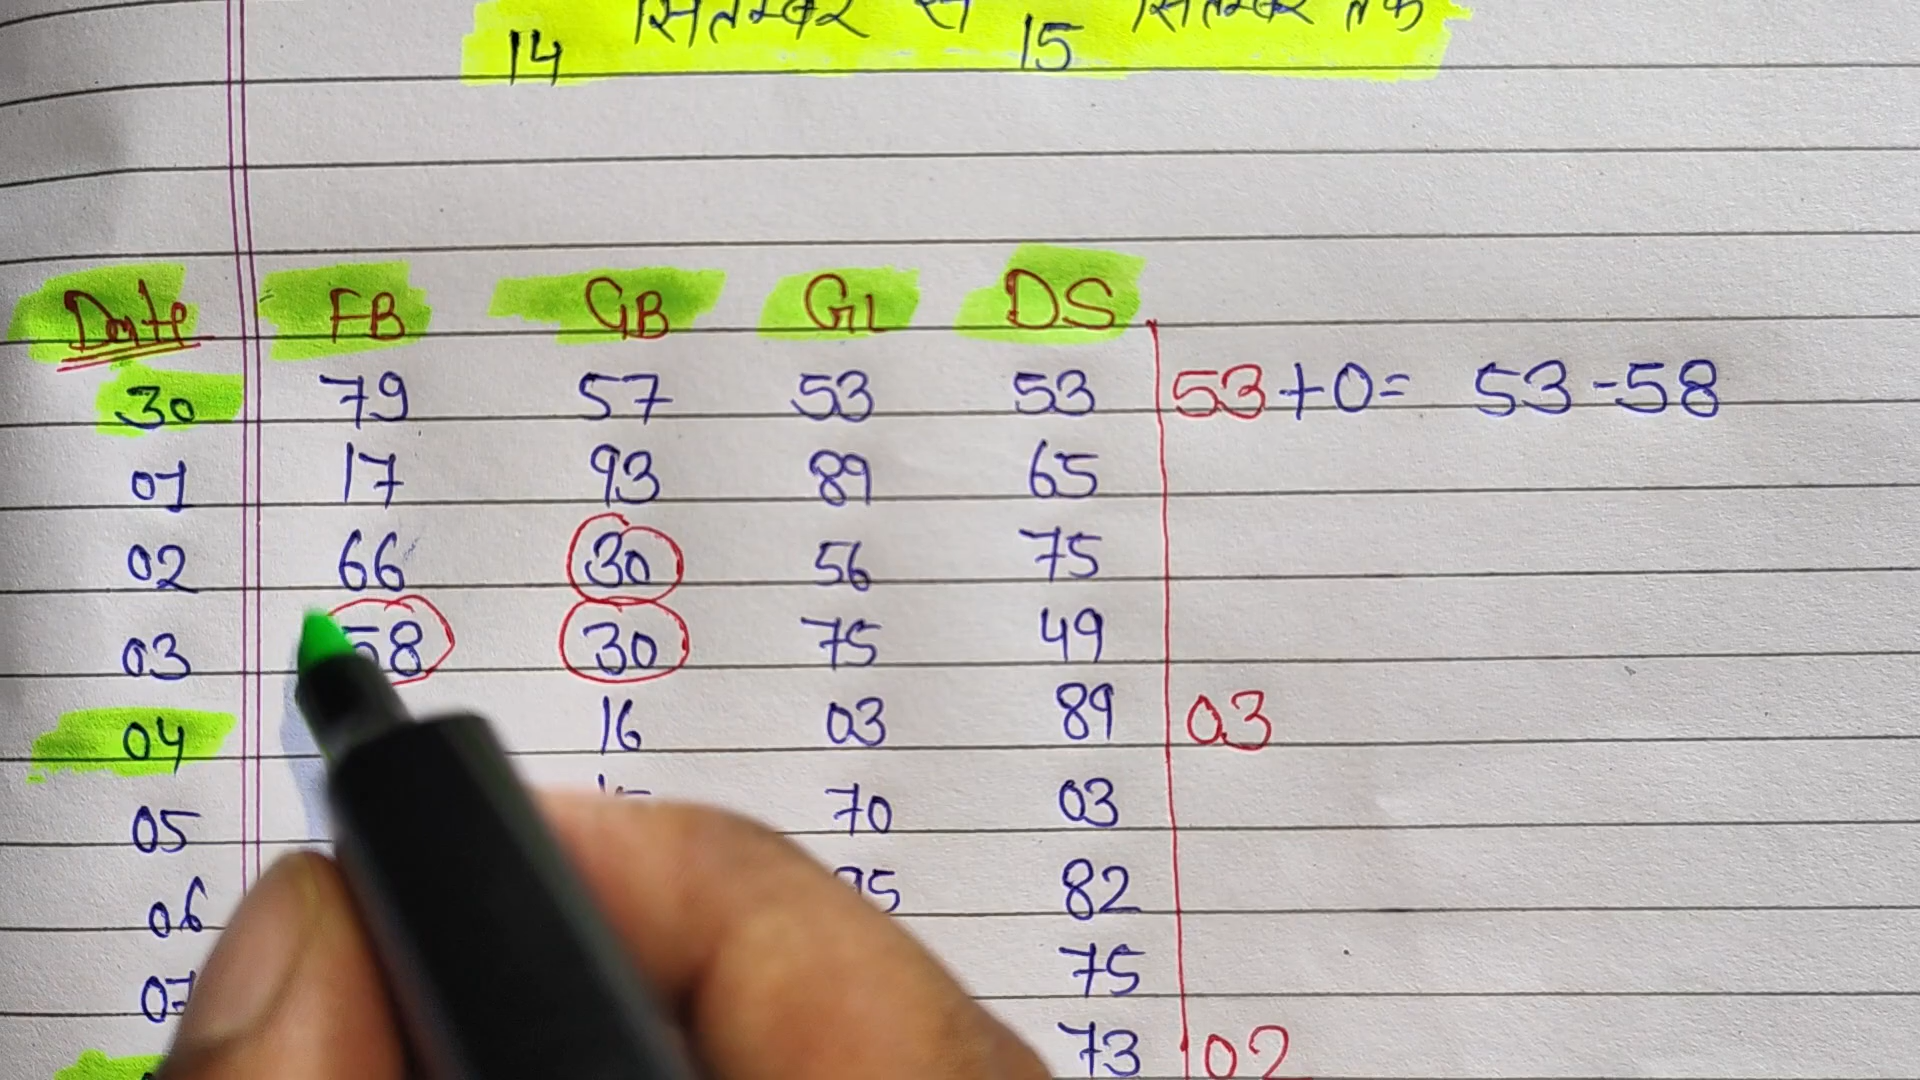 सितम्बर से सितम्बर तक
14 15
Date FB GB GL DS
30 79 57 53 53 53+0= 53-58
01 17 93 89 65
02 66 30 56 75
03 58 30 75 49
04 16 03 89 03
05 70 03
06 82
07 75
73 02